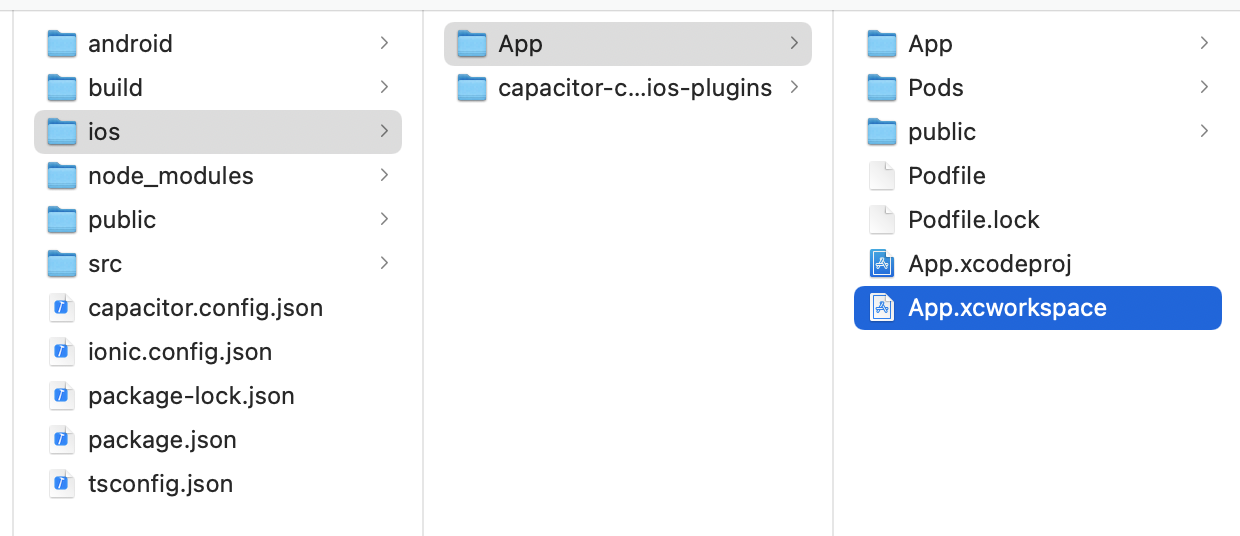 android
build
ios
node_modules
public
src
capacitor.config.json
ionic.config.json
package-lock.json
package.json
tsconfig.json
App
capacitor-c...ios-plugins
App
Pods
public
Podfile
Podfile.lock
App.xcodeproj
App.xcworkspace